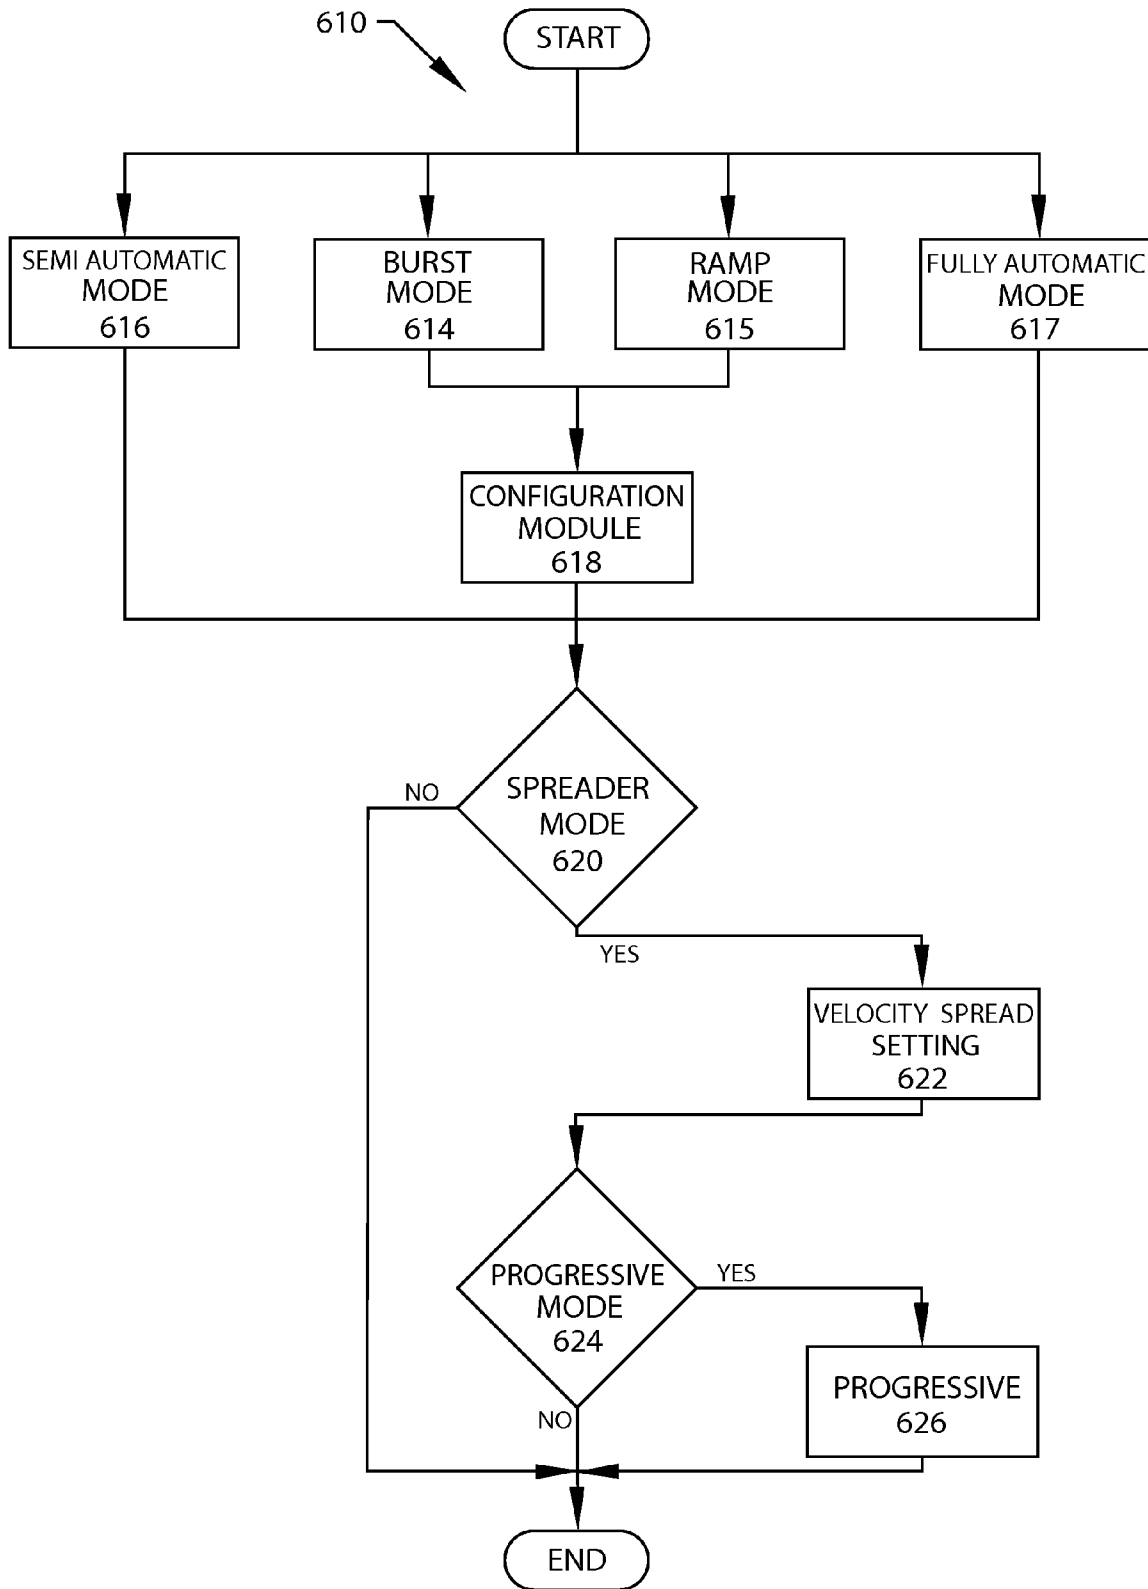 610
START
SEMI AUTOMATIC
MODE
616
BURST
MODE
614
RAMP
MODE
615
FULLY AUTOMATIC
MODE
617
CONFIGURATION
MODULE
618
NO
SPREADER
MODE
620
YES
VELOCITY SPREAD
SETTING
622
PROGRESSIVE
MODE
624
YES
NO
PROGRESSIVE
626
END